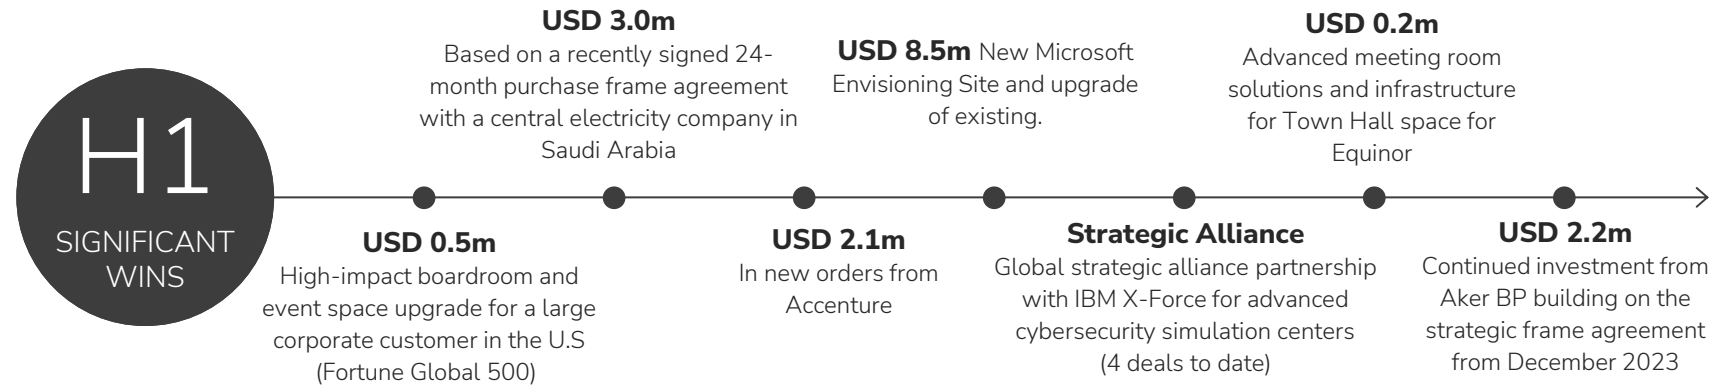 H1
SIGNIFICANT
WINS
USD 0.5m
High-impact boardroom and
event space upgrade for a large
corporate customer in the U.S
(Fortune Global 500)
USD 3.0m
Based on a recently signed 24-
month purchase frame agreement
with a central electricity company in
Saudi Arabia
USD 2.1m
In new orders from
Accenture
USD 8.5m New Microsoft
Envisioning Site and upgrade
of existing.
Strategic Alliance
Global strategic alliance partnership
with IBM X-Force for advanced
cybersecurity simulation centers
(4 deals to date)
USD 0.2m
Advanced meeting room
solutions and infrastructure
for Town Hall space for
Equinor
USD 2.2m
Continued investment from
Aker BP building on the
strategic frame agreement
from December 2023